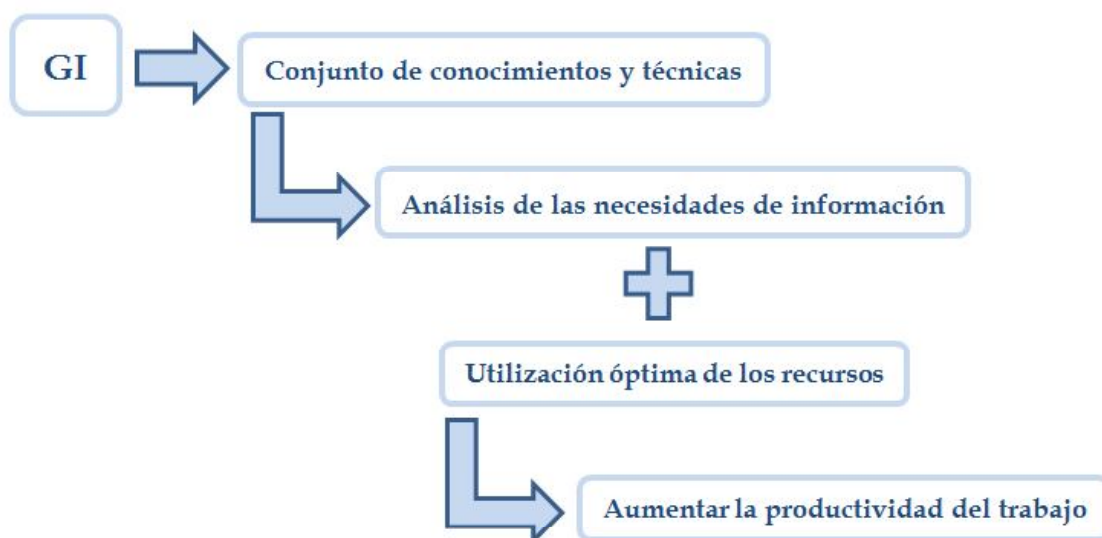 GI
Conjunto de conocimientos y técnicas
Análisis de las necesidades de información
Utilización óptima de los recursos
Aumentar la productividad del trabajo